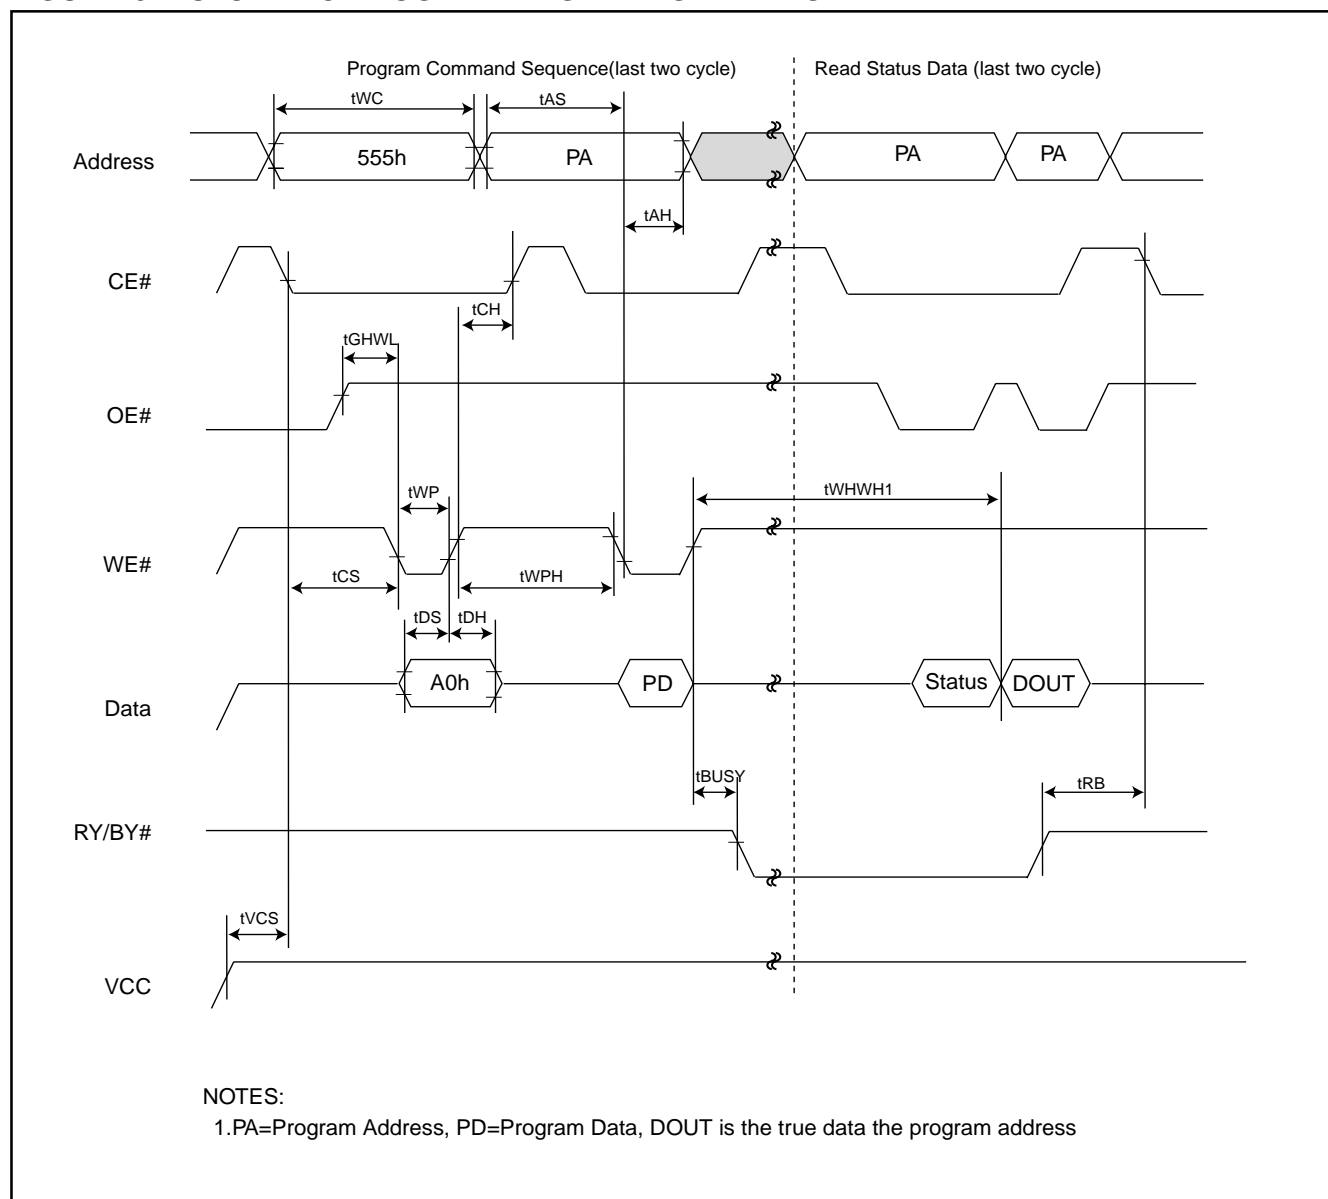 Program Command Sequence(last two cycle)
Read Status Data (last two cycle)
tWC
tAS
Address
555h
PA
PA
PA
tAH
CE#
tCH
tGHWL
OE#
tWP
tWHWH1
WE#
tCS
tWPH
tDS
tDH
A0h
PD
Status
DOUT
Data
tBUSY
tRB
RY/BY#
tVCS
VCC
NOTES:
1.PA=Program Address, PD=Program Data, DOUT is the true data the program address